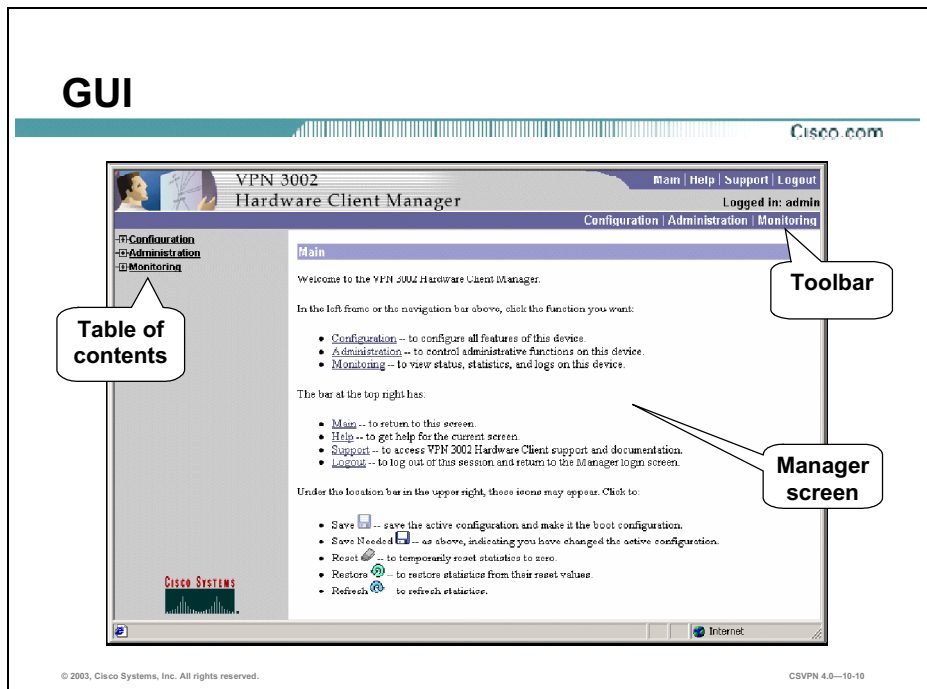 GUI
Cisco.com
VPN 3002
Hardware Client Manager
Main | Help | Support | Logout
Logged in: admin
Configuration | Administration | Monitoring
Configuration
Administration
Monitoring
Toolbar
Table of
contents
Main
Welcome to the VPN 3002 Hardware Client Manager.
In the left frame or the navigation bar above, click the function you want:
• Configuration -- to configure all features of this device.
• Administration -- to control administrative functions on this device.
• Monitoring -- to view status, statistics, and logs on this device.
The bar at the top right has:
• Main -- to return to this screen.
• Help -- to get help for the current screen.
• Support -- to access VPN 3002 Hardware Client support and documentation.
• Logout -- to log out of this session and return to the Manager login screen.
Manager
screen
Under the location bar in the upper right, these icons may appear. Click to:
• Save -- save the active configuration and make it the boot configuration.
• Save Needed -- as above, indicating you have changed the active configuration.
• Reset -- to temporarily reset statistics to zero.
• Restore -- to restore statistics from their reset values.
• Refresh to refresh statistics.
CISCO SYSTEMS
Internet
© 2003, Cisco Systems, Inc. All rights reserved.
CSVPN 4.0—10-10